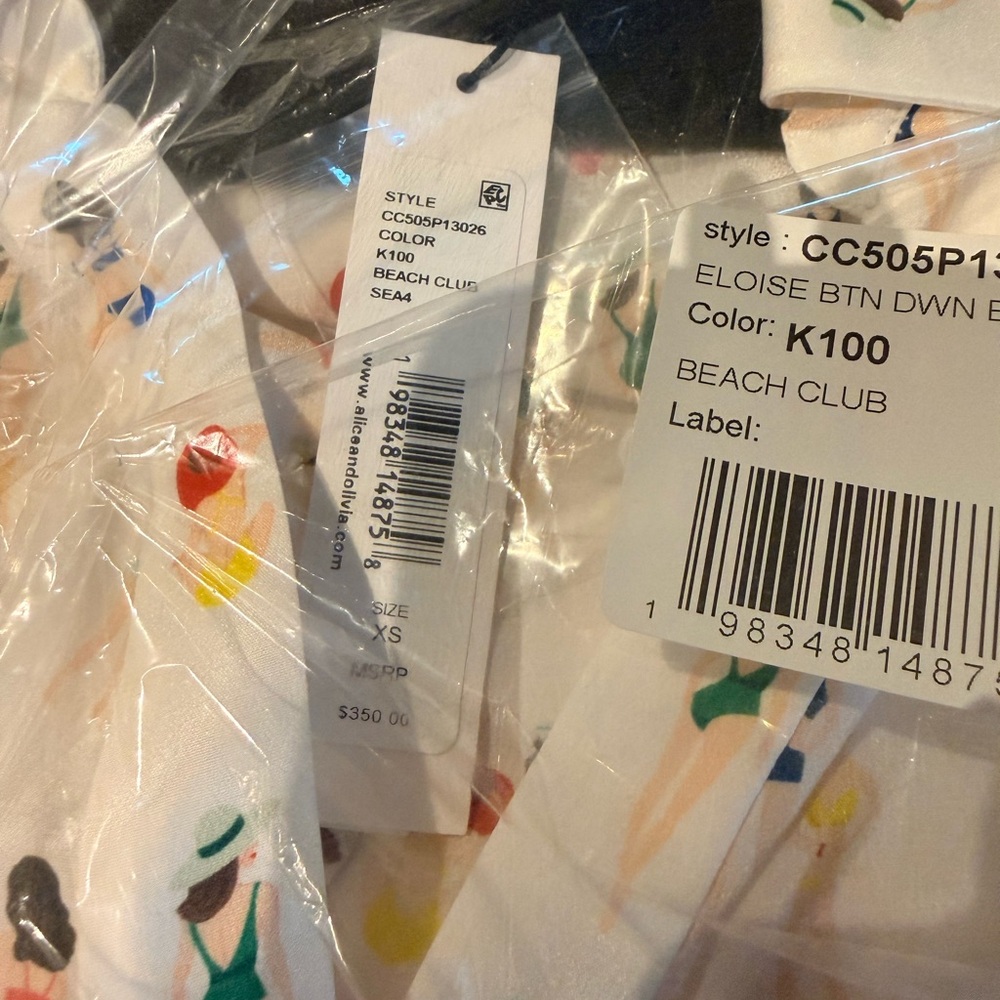 STYLE
CC505P13026
COLOR
K100
BEACH CLUB
SEA4
www.aliceandolivia.com
1 98348 14875 8
SIZE
XS
MSRP
$350.00
style : CC505P13
ELOISE BTN DWN
Color: K100
BEACH CLUB
Label:
1 98348 1487